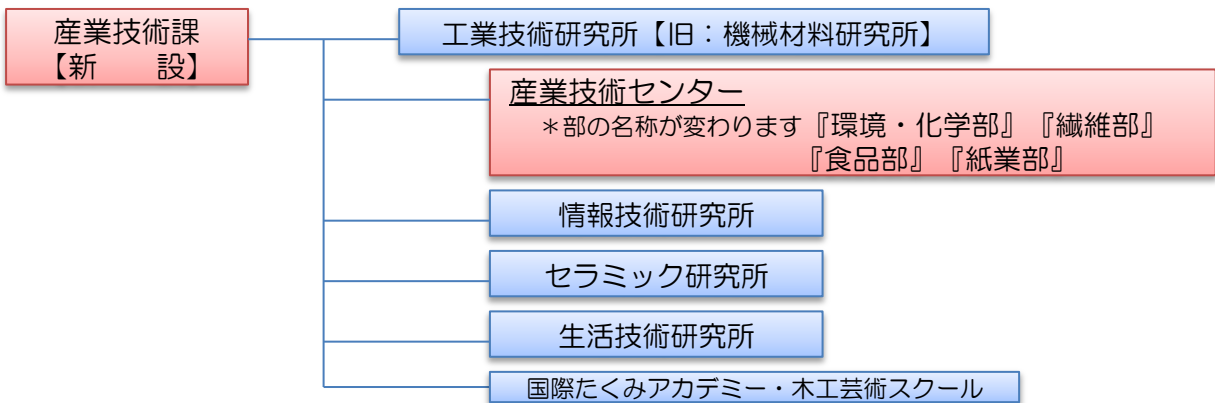 産業技術課
【新　　設】
工業技術研究所【旧：機械材料研究所】
産業技術センター
＊部の名称が変わります『環境・化学部』『繊維部』
『食品部』『紙業部』
情報技術研究所
セラミック研究所
生活技術研究所
国際たくみアカデミー・木工芸術スクール